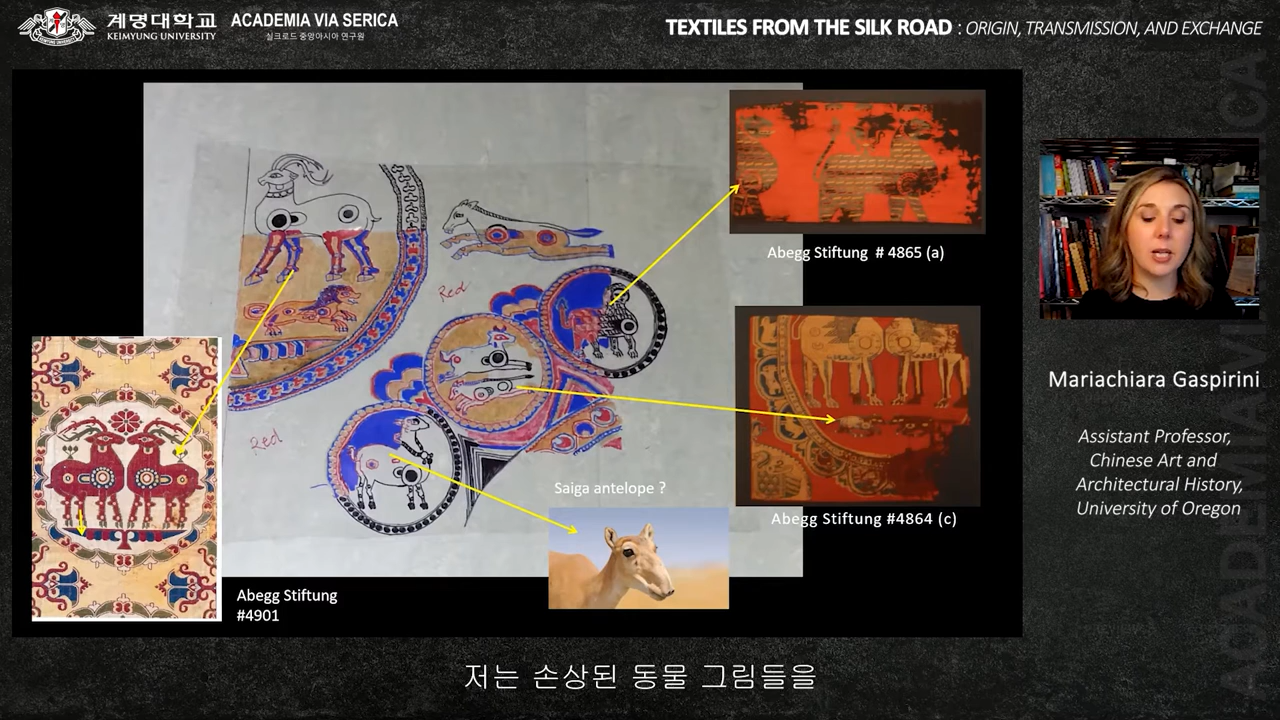 계명대학교
KEIMYUNG UNIVERSITY
ACADEMIA VIA SERICA
실크로드 중앙아시아 연구원
TEXTILES FROM THE SILK ROAD : ORIGIN, TRANSMISSION, AND EXCHANGE
Abegg Stiftung # 4865 (a)
Red
Red
Saiga antelope ?
Abegg Stiftung #4864 (c)
Abegg Stiftung
#4901
Mariachiara Gaspirini
Assistant Professor,
Chinese Art and
Architectural History,
University of Oregon
ACADEMIA VIA SERICA
저는 손상된 동물 그림들을